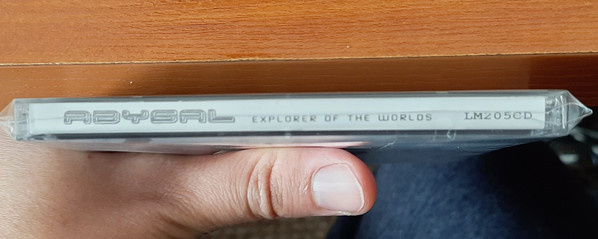 ABYSAL EXPLORER OF THE WORLDS LM205CD